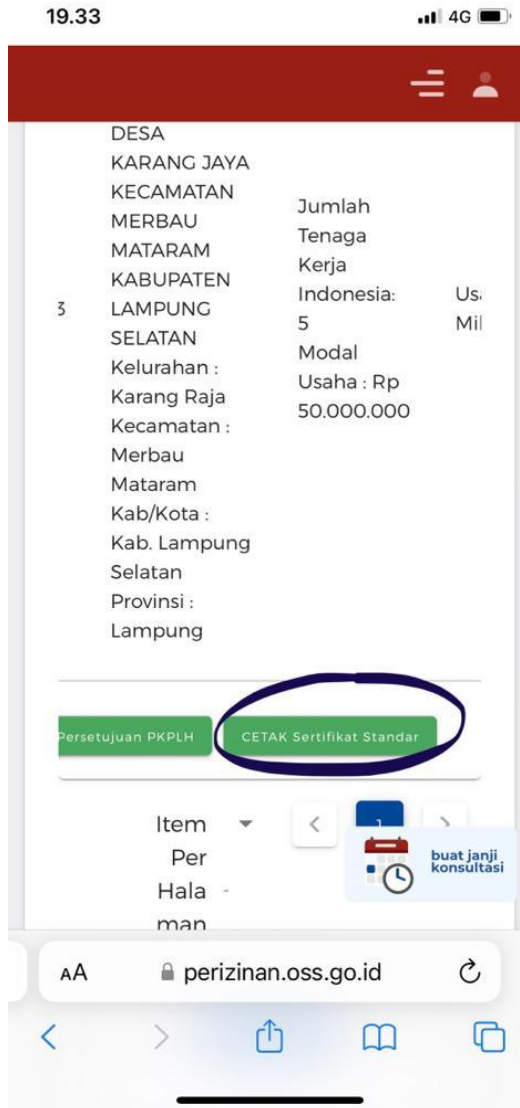 19.33
4G
DESA
KARANG JAYA
KECAMATAN
MERBAU
MATARAM
KABUPATEN
3 LAMPUNG
SELATAN
Kelurahan :
Karang Raja
Kecamatan :
Merbau
Mataram
Kab/Kota :
Kab. Lampung
Selatan
Provinsi :
Lampung
Jumlah
Tenaga
Kerja
Indonesia:
5
Modal
Usaha : Rp
50.000.000
Persetujuan PKPLH
CETAK Sertifikat Standar
Item
Per
Hala -
man
< 1 >
buat janji
konsultasi
AA perizinan.oss.go.id